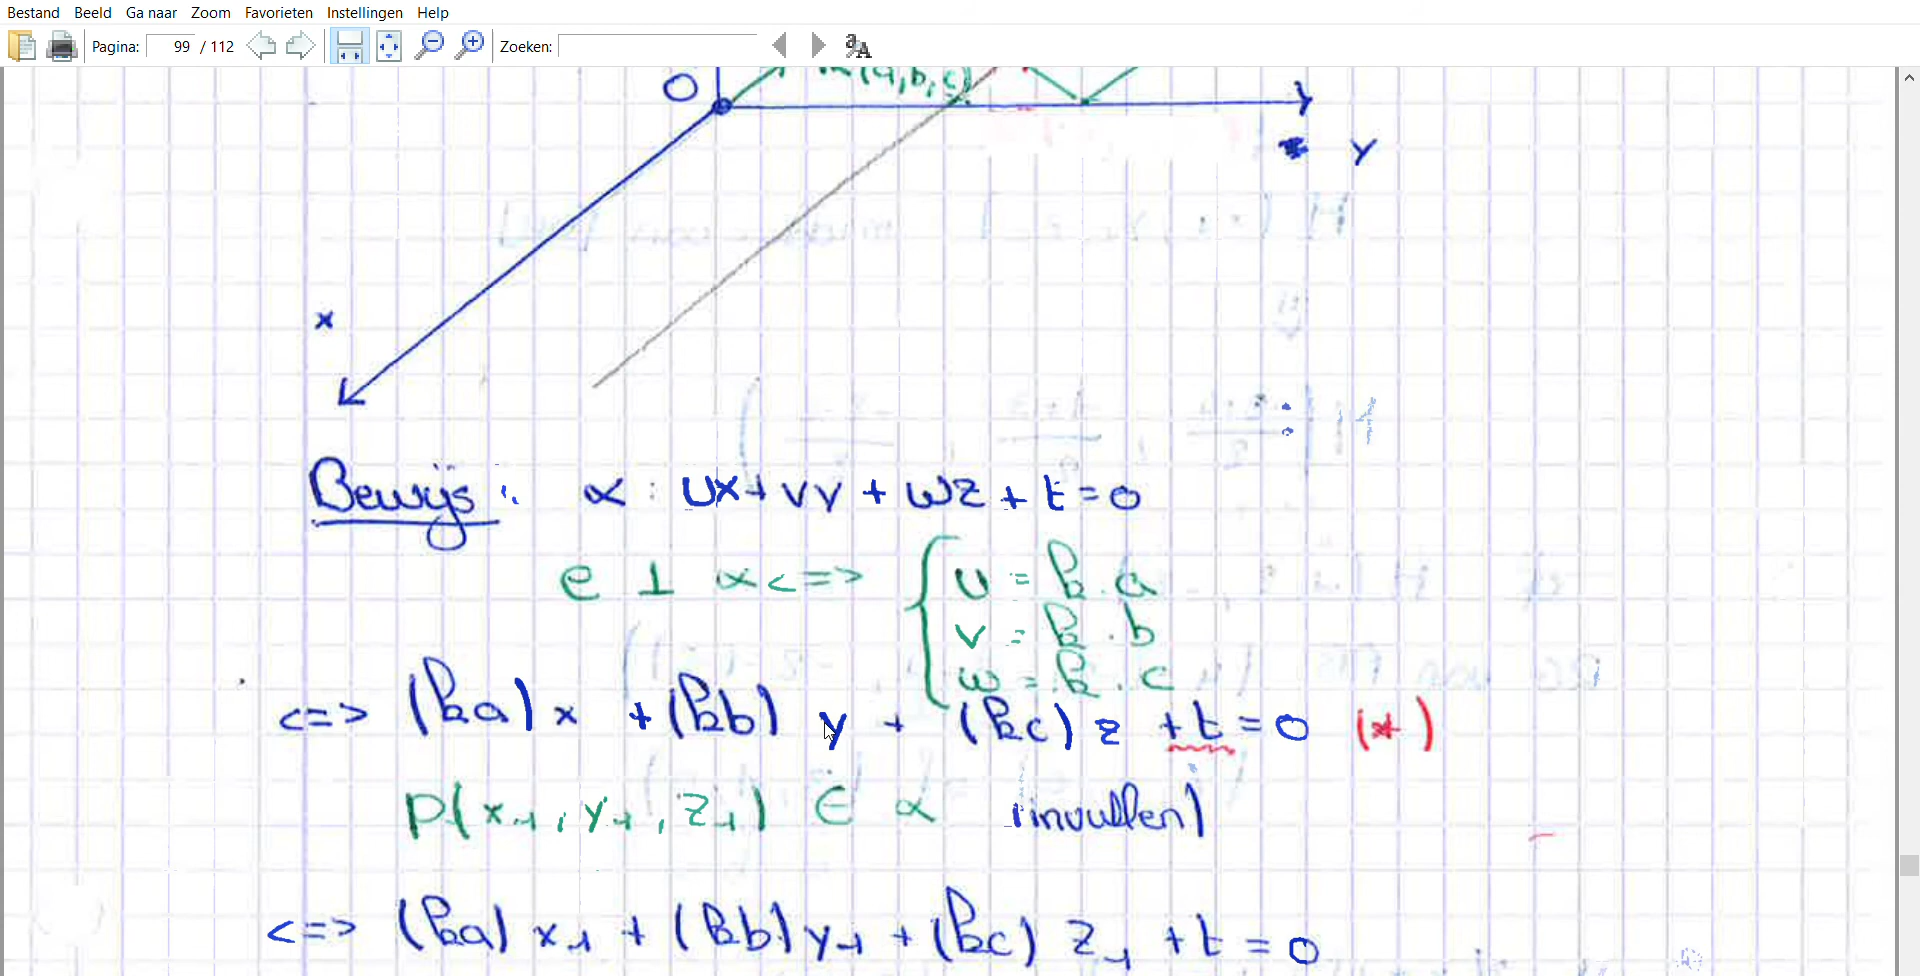 Bestand Beeld Ga naar Zoom Favorieten Instellingen Help
Pagina: 99 / 112 Zoeken:
O (a,b,c)
y
x
Bewijs: α : ux + vy + wz + t = 0
e ⊥ α <=> { u = k . a
v = k . b
w = k . c
<=> (ka) x + (kb) y + (kc) z + t = 0 (*)
P(x1, y1, z1) ∈ α (invullen)
<=> (ka) x1 + (kb) y1 + (kc) z1 + t = 0